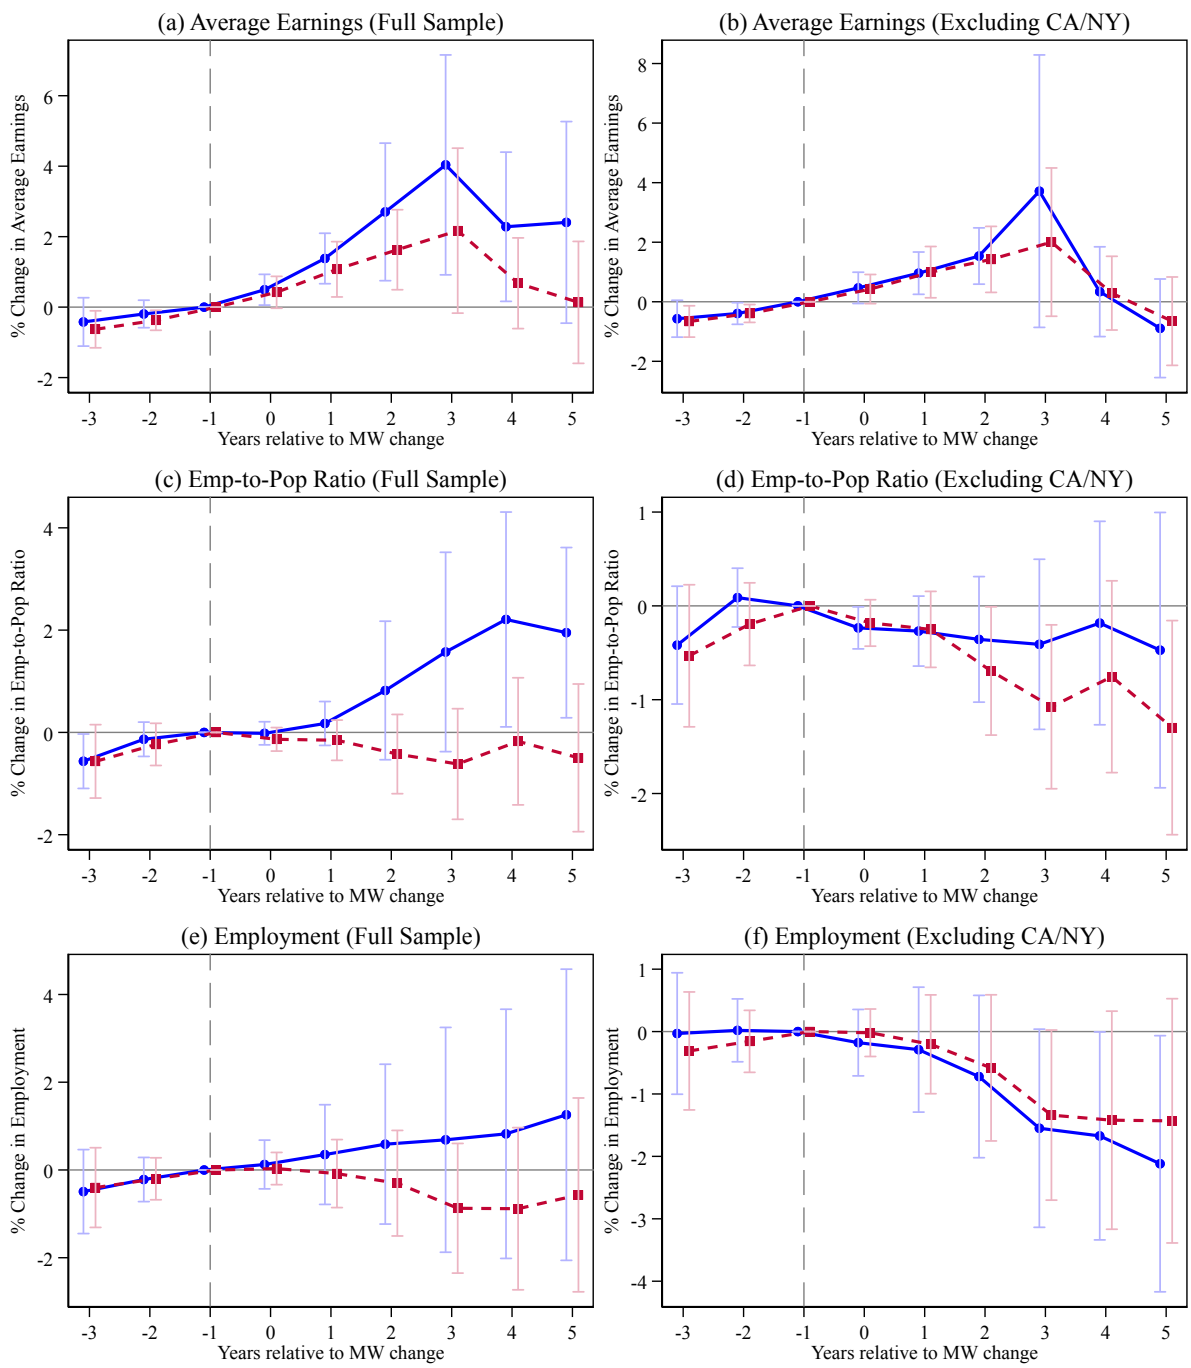 (a) Average Earnings (Full Sample)
% Change in Average Earnings
6
4
2
0
-2
-3 -2 -1 0 1 2 3 4 5
Years relative to MW change
(b) Average Earnings (Excluding CA/NY)
% Change in Average Earnings
8
6
4
2
0
-2
-3 -2 -1 0 1 2 3 4 5
Years relative to MW change
(c) Emp-to-Pop Ratio (Full Sample)
% Change in Emp-to-Pop Ratio
4
2
0
-2
-3 -2 -1 0 1 2 3 4 5
Years relative to MW change
(d) Emp-to-Pop Ratio (Excluding CA/NY)
% Change in Emp-to-Pop Ratio
1
0
-1
-2
-3 -2 -1 0 1 2 3 4 5
Years relative to MW change
(e) Employment (Full Sample)
% Change in Employment
4
2
0
-2
-3 -2 -1 0 1 2 3 4 5
Years relative to MW change
(f) Employment (Excluding CA/NY)
% Change in Employment
1
0
-1
-2
-3
-4
-3 -2 -1 0 1 2 3 4 5
Years relative to MW change